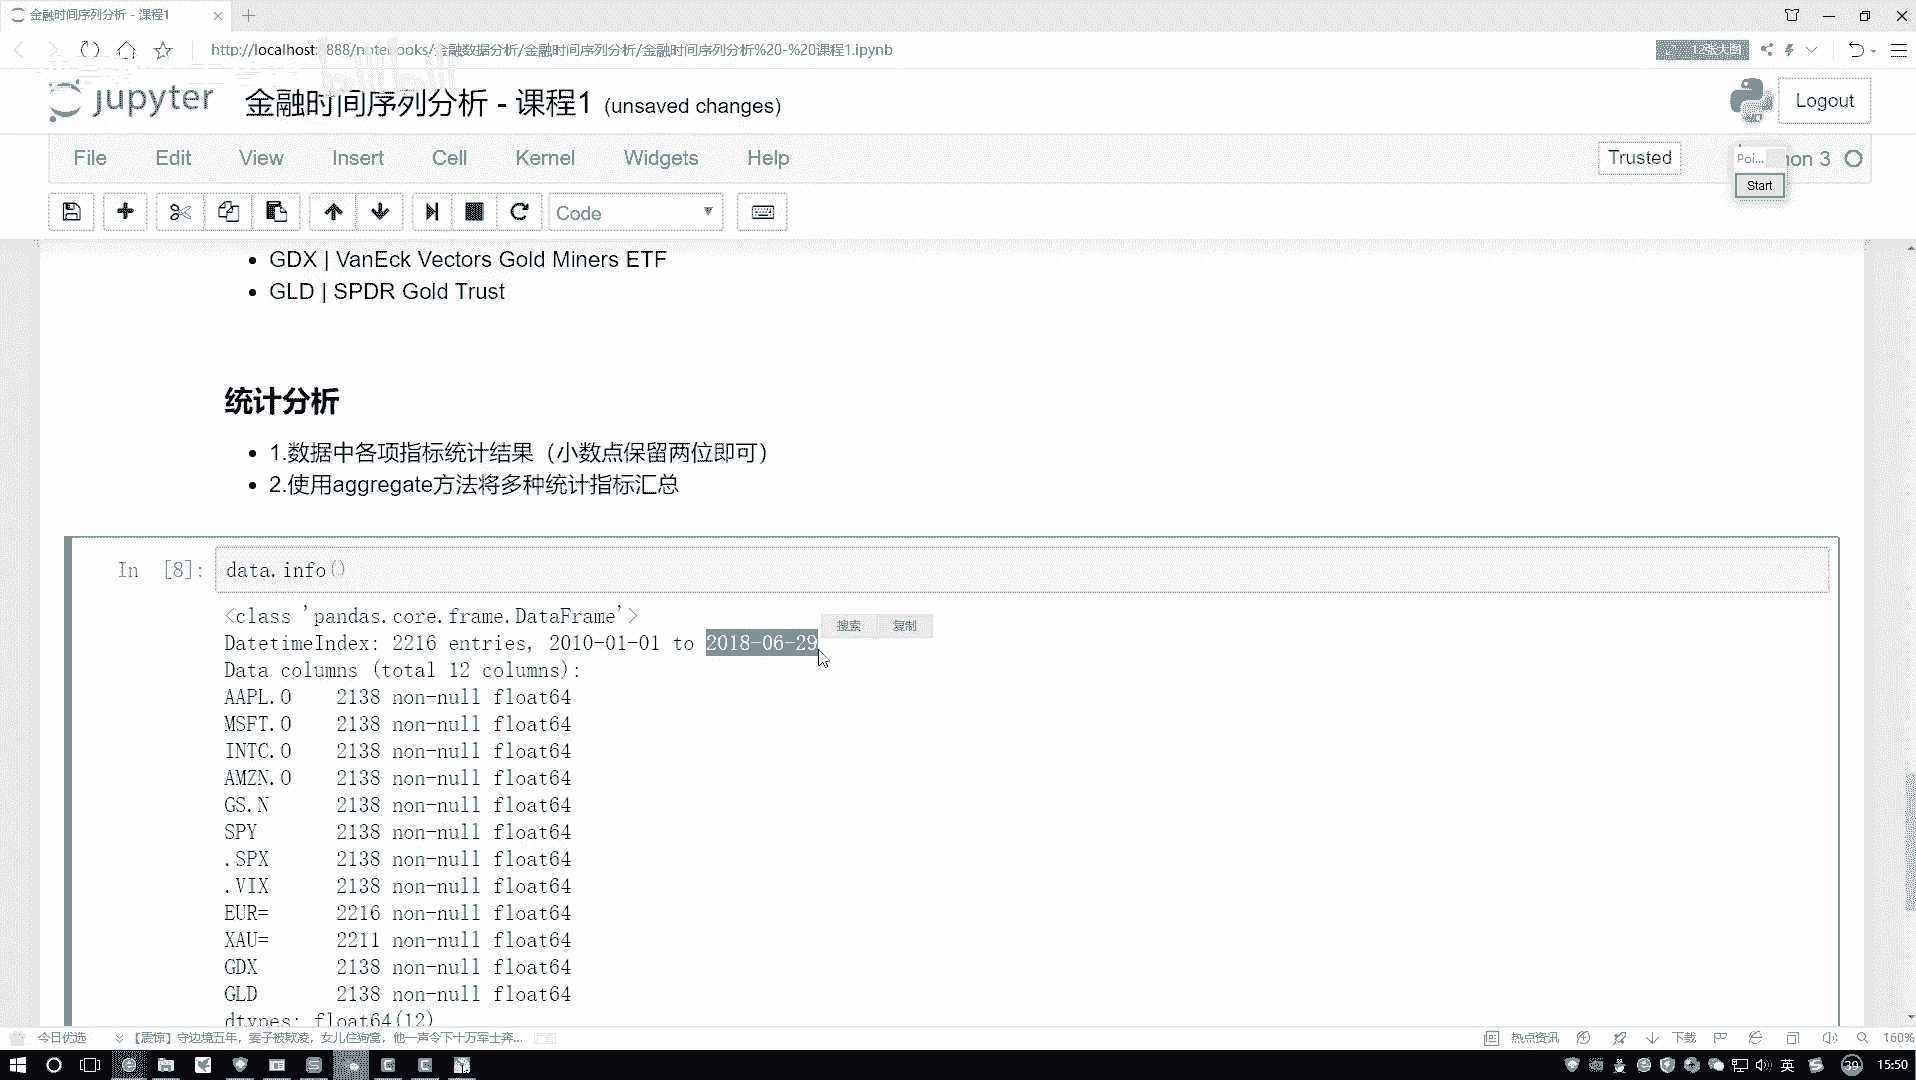 金融时间序列分析 - 课程1
http://localhost:8888/notebooks/金融数据分析/金融时间序列分析/金融时间序列分析%20-%20课程1.ipynb
12张大图
jupyter 金融时间序列分析 - 课程1 (unsaved changes)
Logout
File Edit View Insert Cell Kernel Widgets Help
Trusted
Poi...
hon 3
Start
Code
GDX | VanEck Vectors Gold Miners ETF
GLD | SPDR Gold Trust
统计分析
1.数据中各项指标统计结果（小数点保留两位即可）
2.使用aggregate方法将多种统计指标汇总
In [8]: data.info()
<class 'pandas.core.frame.DataFrame'>
搜索 复制
DatetimeIndex: 2216 entries, 2010-01-01 to 2018-06-29
Data columns (total 12 columns):
AAPL.O 2138 non-null float64
MSFT.O 2138 non-null float64
INTC.O 2138 non-null float64
AMZN.O 2138 non-null float64
GS.N 2138 non-null float64
SPY 2138 non-null float64
.SPX 2138 non-null float64
.VIX 2138 non-null float64
EUR= 2216 non-null float64
XAU= 2211 non-null float64
GDX 2138 non-null float64
GLD 2138 non-null float64
dtypes: float64(12)
今日优选 【震惊】守边境五年，妻子被欺凌，女儿住狗窝，他一声令下十万军士奔...
热点资讯 下载 160%
英 39 15:50